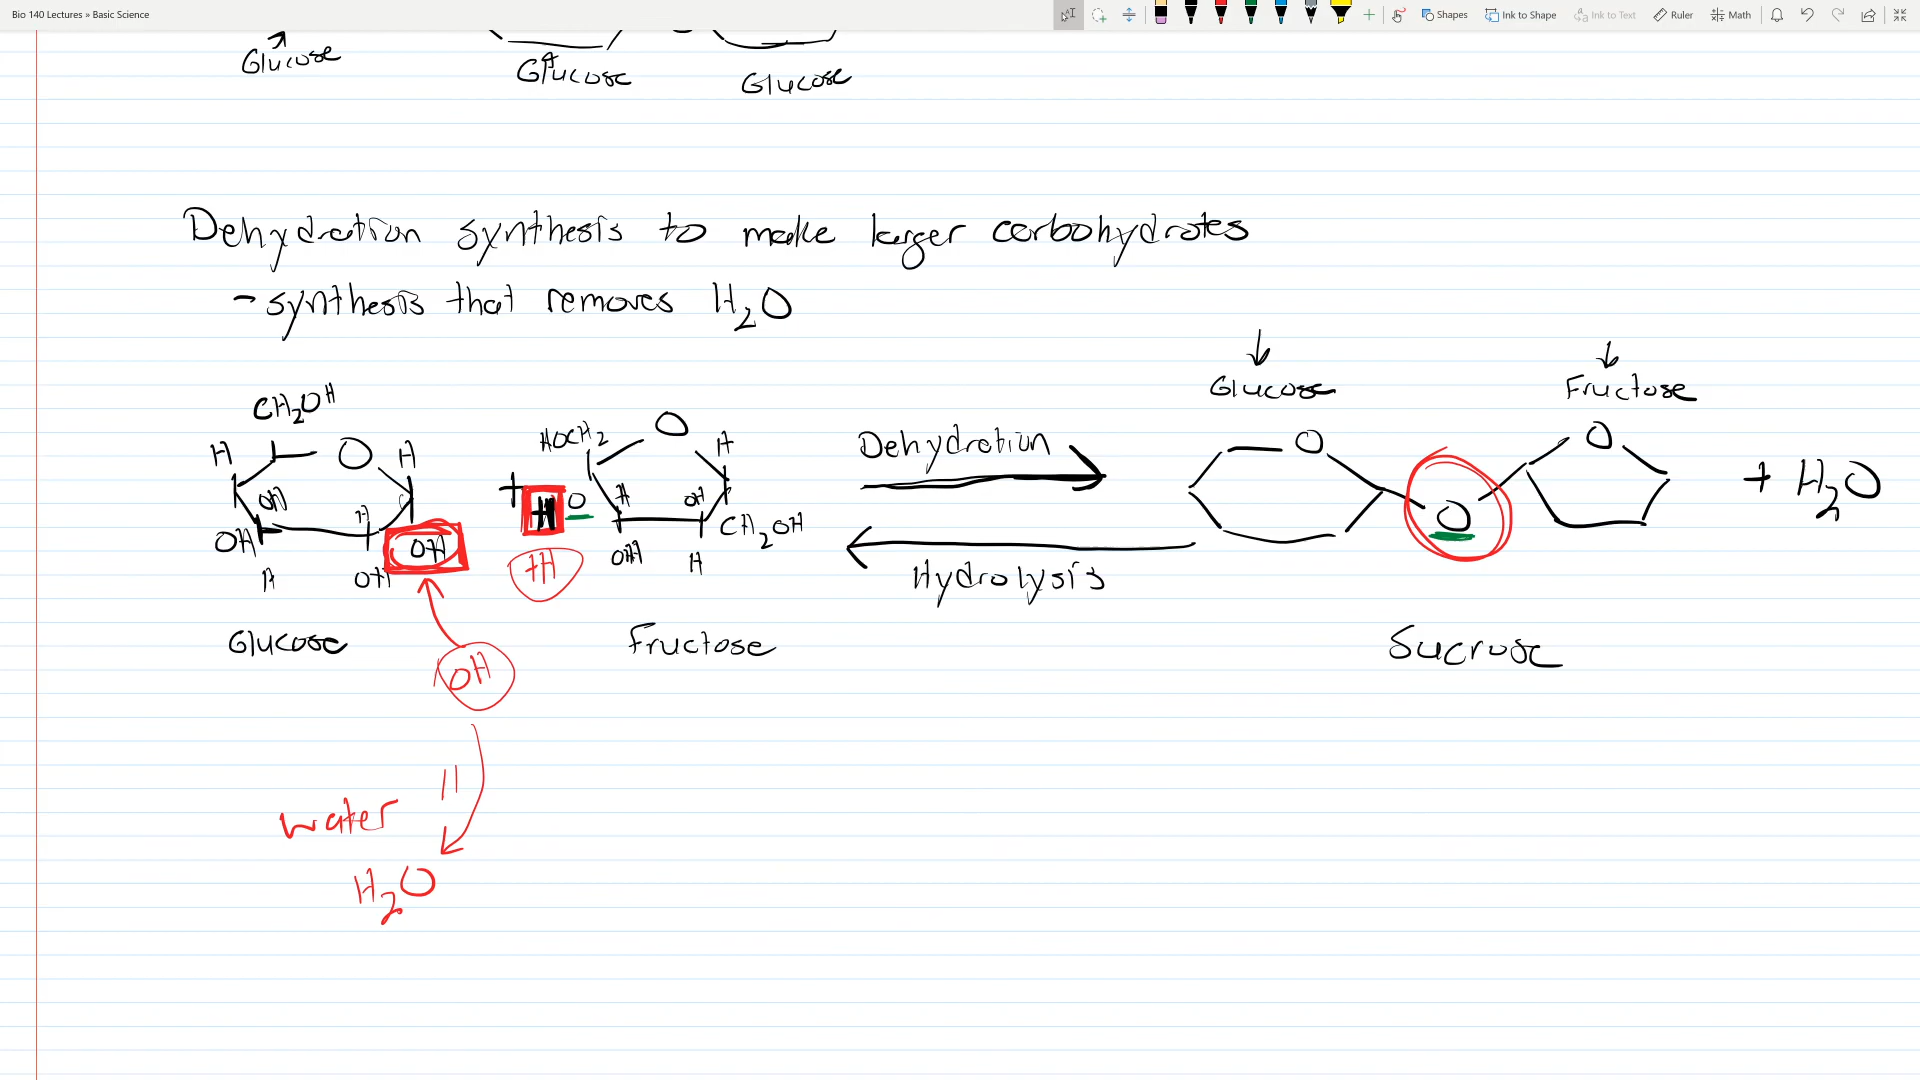 Bio 140 Lectures » Basic Science
Shapes Ink to Shape Ink to Text Ruler Math
Glucose Glucose Glucose
Dehydration synthesis to make larger carbohydrates
- synthesis that removes H2O
Glucose Fructose
CH2OH
H O H
OH H
OH OH OH
H
+ H O
HOCH2 O H
H OH
OH H CH2OH
+H
Dehydration
Hydrolysis
O O
O
+ H2O
Glucose Fructose Sucrose
OH
water =
H2O